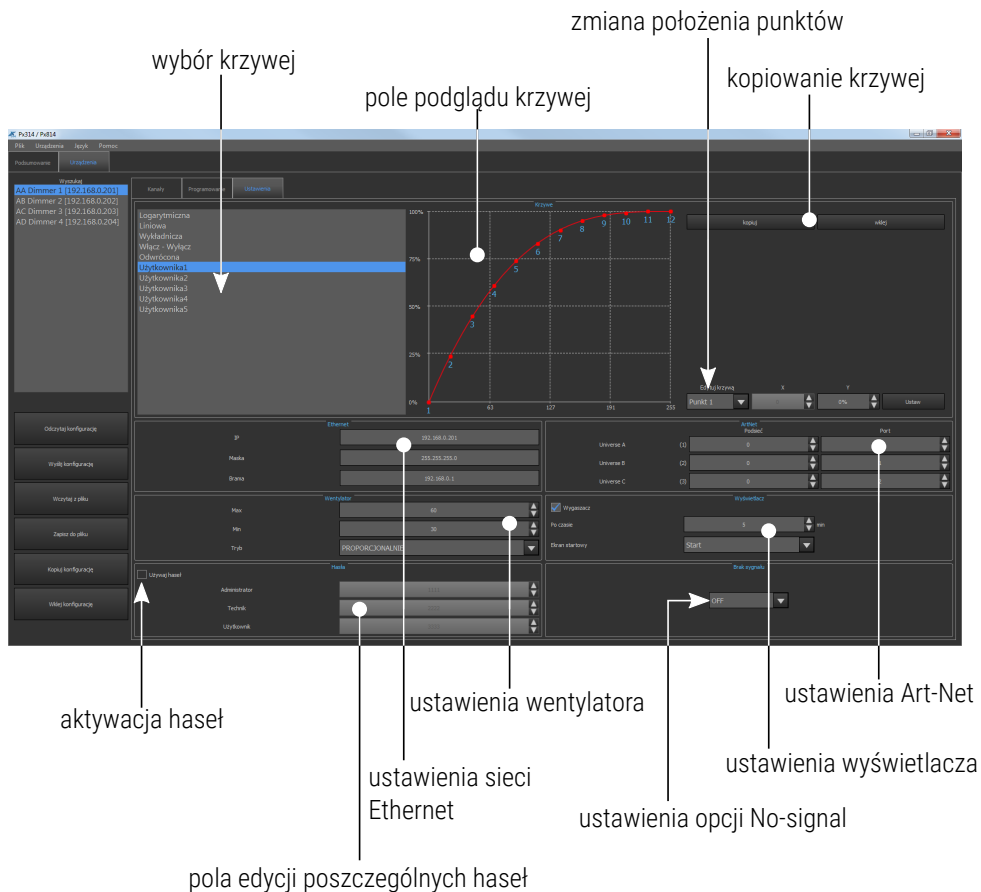 zmiana położenia punktów
wybór krzywej
kopiowanie krzywej
pole podglądu krzywej
Px314 / Px814
Plik Urządzenia Język Pomoc
Podsumowanie Urządzenia
Wyszukaj
AA Dimmer 1 [192.168.0.201]
AB Dimmer 2 [192.168.0.202]
AC Dimmer 3 [192.168.0.203]
AD Dimmer 4 [192.168.0.204]
Odczytaj konfigurację
Wyślij konfigurację
Wczytaj z pliku
Zapisz do pliku
Kopiuj konfigurację
Wklej konfigurację
Kanały Programowanie Ustawienia
Krzywe
Logarytmiczna
Liniowa
Wykładnicza
Włącz - Wyłącz
Odwrócona
Użytkownika1
Użytkownika2
Użytkownika3
Użytkownika4
Użytkownika5
100%
75%
50%
25%
0%
1 2 3 4 5 6 7 8 9 10 11 12
63 127 191 255
kopiuj wklej
Edytuj krzywą X Y
Punkt 1 0% Ustaw
Ethernet
IP 192.168.0.201
Maska 255.255.255.0
Brama 192.168.0.1
ArtNet
Podsieć Port
Universe A (1) 0
Universe B (2) 0
Universe C (3) 0
Wentylator
Max 60
Min 30
Tryb PROPORCJONALNIE
Wyświetlacz
Wygaszacz
Po czasie 5 min
Ekran startowy Start
Hasła
Używaj haseł
Administrator
Technik
Użytkownik
Brak sygnału
OFF
aktywacja haseł
ustawienia wentylatora
ustawienia Art-Net
ustawienia sieci
Ethernet
ustawienia wyświetlacza
ustawienia opcji No-signal
pola edycji poszczególnych haseł